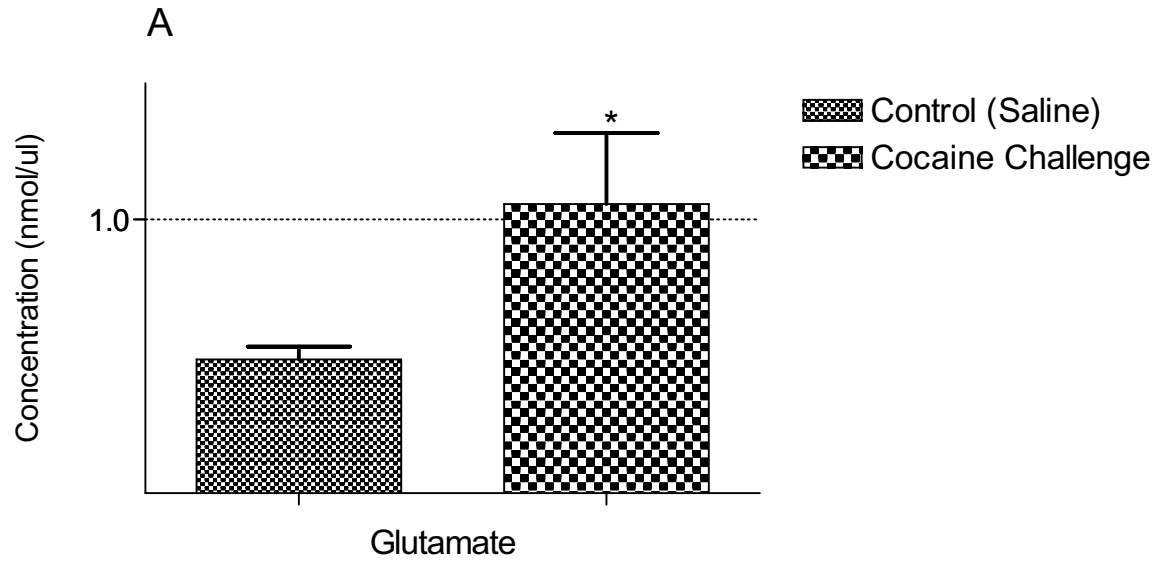 A
Concentration (nmol/ul)
1.0
*
Control (Saline)
Cocaine Challenge
Glutamate